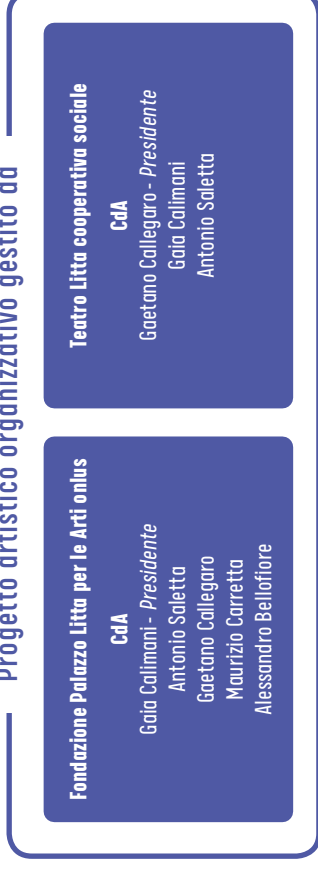 Progetto artistico organizzativo gestito da
Fondazione Palazzo Litta per le Arti onlus
CdA
Gaia Calimani - Presidente
Antonio Saletta
Gaetano Callegaro
Maurizio Carretta
Alessandro Bellofiore
Teatro Litta cooperativa sociale
CdA
Gaetano Callegaro - Presidente
Gaia Calimani
Antonio Saletta